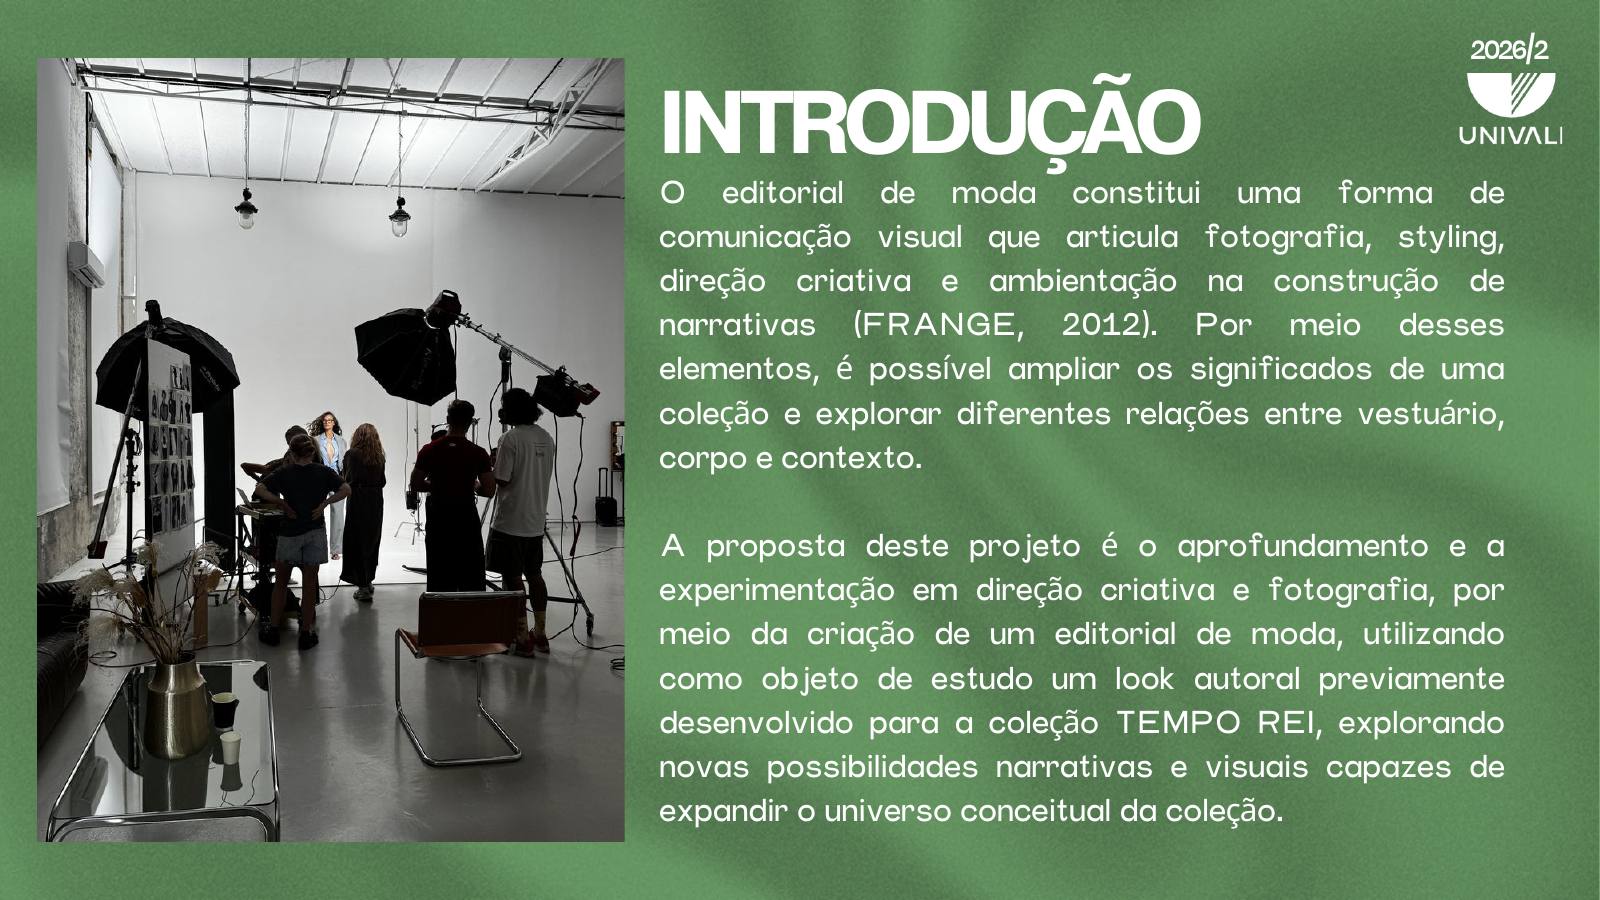 2026/2
UNIVALI
INTRODUÇÃO
O editorial de moda constitui uma forma de
comunicação visual que articula fotografia, styling,
direção criativa e ambientação na construção de
narrativas (FRANGE, 2012). Por meio desses
elementos, é possível ampliar os significados de uma
coleção e explorar diferentes relações entre vestuário,
corpo e contexto.
A proposta deste projeto é o aprofundamento e a
experimentação em direção criativa e fotografia, por
meio da criação de um editorial de moda, utilizando
como objeto de estudo um look autoral previamente
desenvolvido para a coleção TEMPO REI, explorando
novas possibilidades narrativas e visuais capazes de
expandir o universo conceitual da coleção.